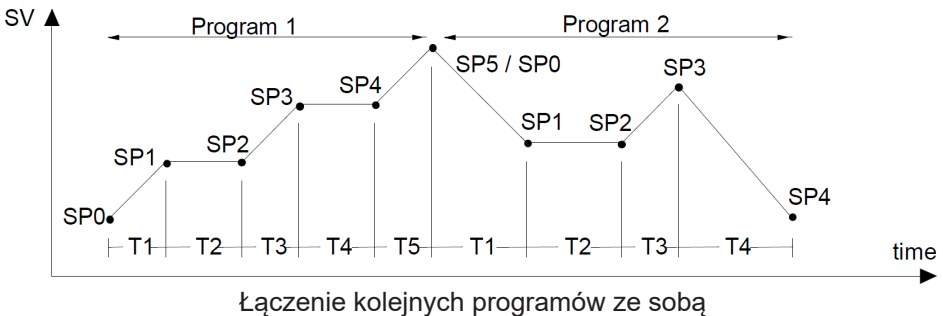 SV
Program 1
Program 2
SP5 / SP0
SP3
SP4
SP3
SP1
SP2
SP1
SP2
SP0
SP4
T1
T2
T3
T4
T5
T1
T2
T3
T4
time
Łączenie kolejnych programów ze sobą